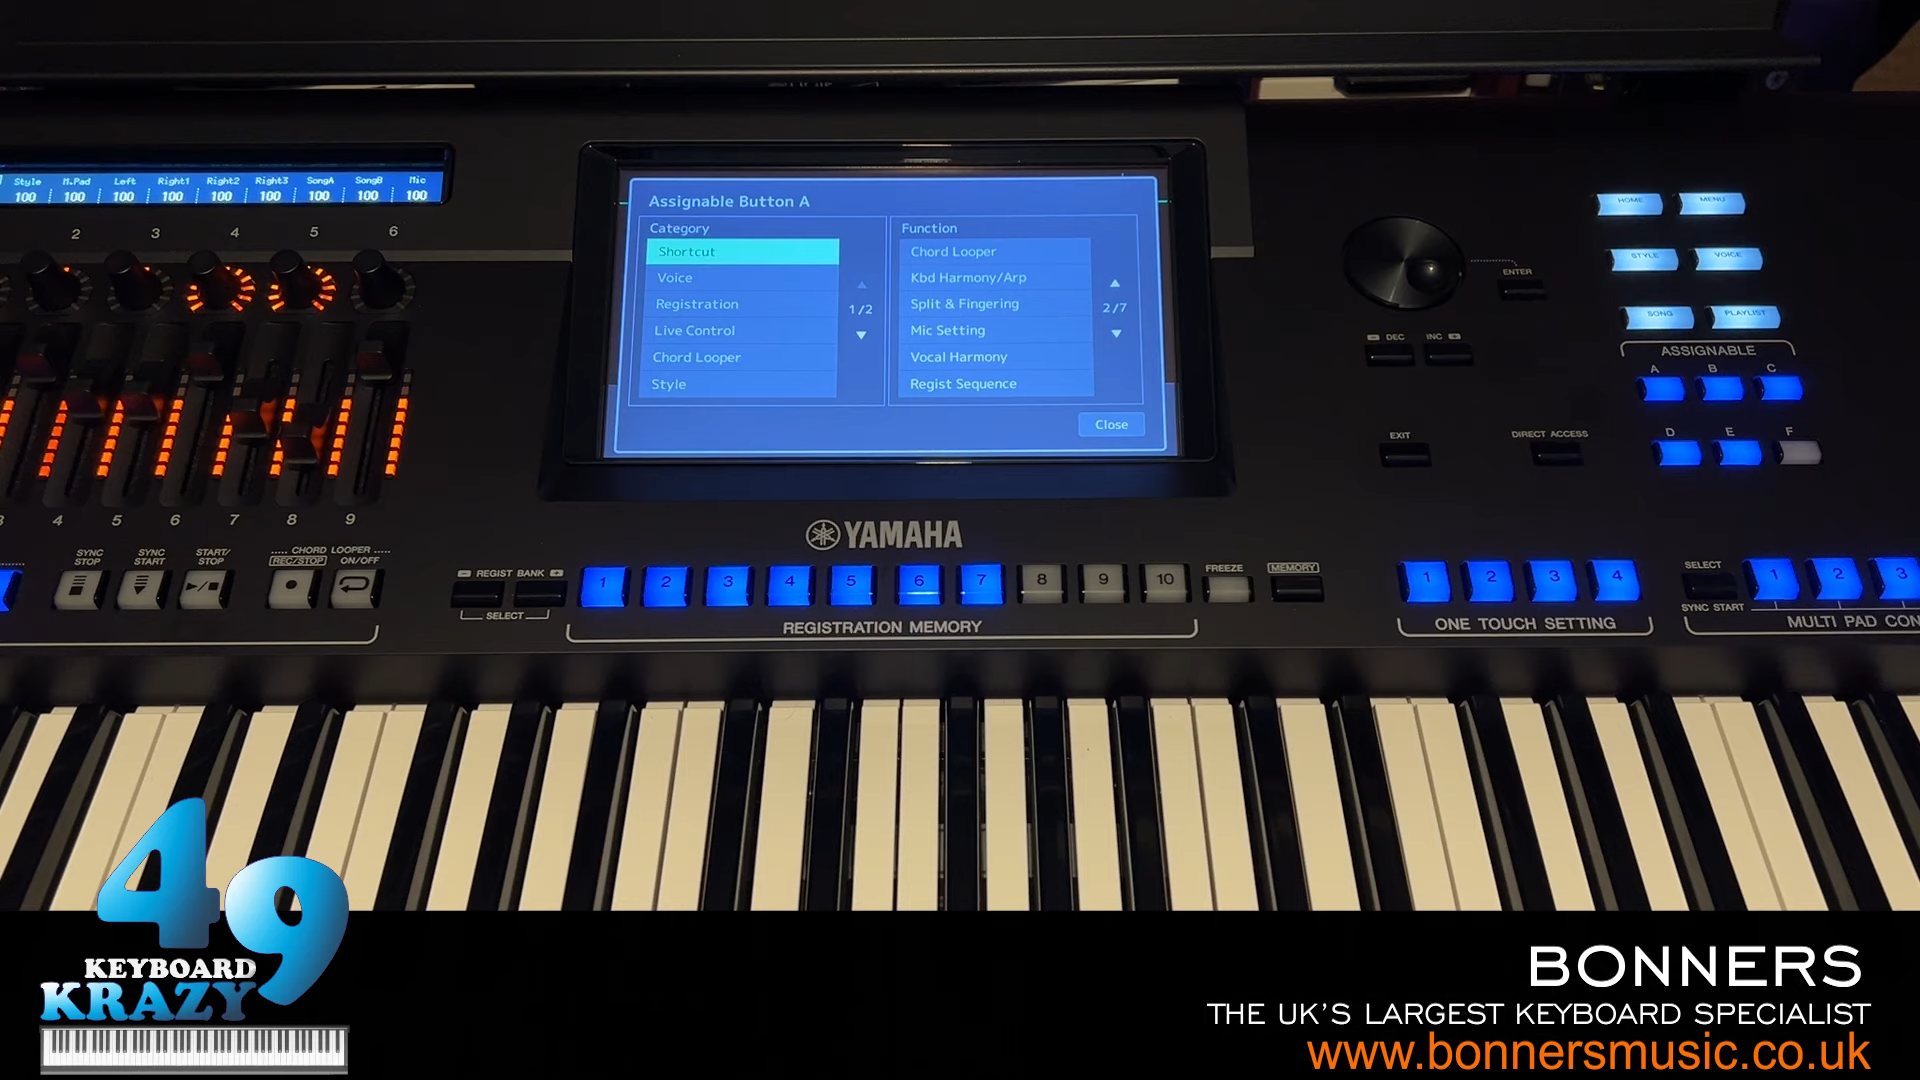 Style M.Pad Left Right1 Right2 Right3 SongA SongB Mic
100 100 100 100 100 100 100 100 100
2 3 4 5 6
Assignable Button A
Category
Shortcut
Voice
Registration
Live Control
Chord Looper
Style
1/2
Function
Chord Looper
Kbd Harmony/Arp
Split & Fingering
Mic Setting
Vocal Harmony
Regist Sequence
2/7
Close
HOME MENU
STYLE VOICE
SONG PLAYLIST
ENTER
DEC INC
EXIT
DIRECT ACCESS
ASSIGNABLE
A B C
D E F
3 4 5 6 7 8 9
SYNC STOP
SYNC START
START/STOP
CHORD LOOPER
REC/STOP ON/OFF
YAMAHA
REGIST BANK
SELECT
1 2 3 4 5 6 7 8 9 10
FREEZE
MEMORY
REGISTRATION MEMORY
1 2 3 4
ONE TOUCH SETTING
SELECT
SYNC START
1 2 3
MULTI PAD CON
49
KEYBOARD
KRAZY
BONNERS
THE UK'S LARGEST KEYBOARD SPECIALIST
www.bonnersmusic.co.uk